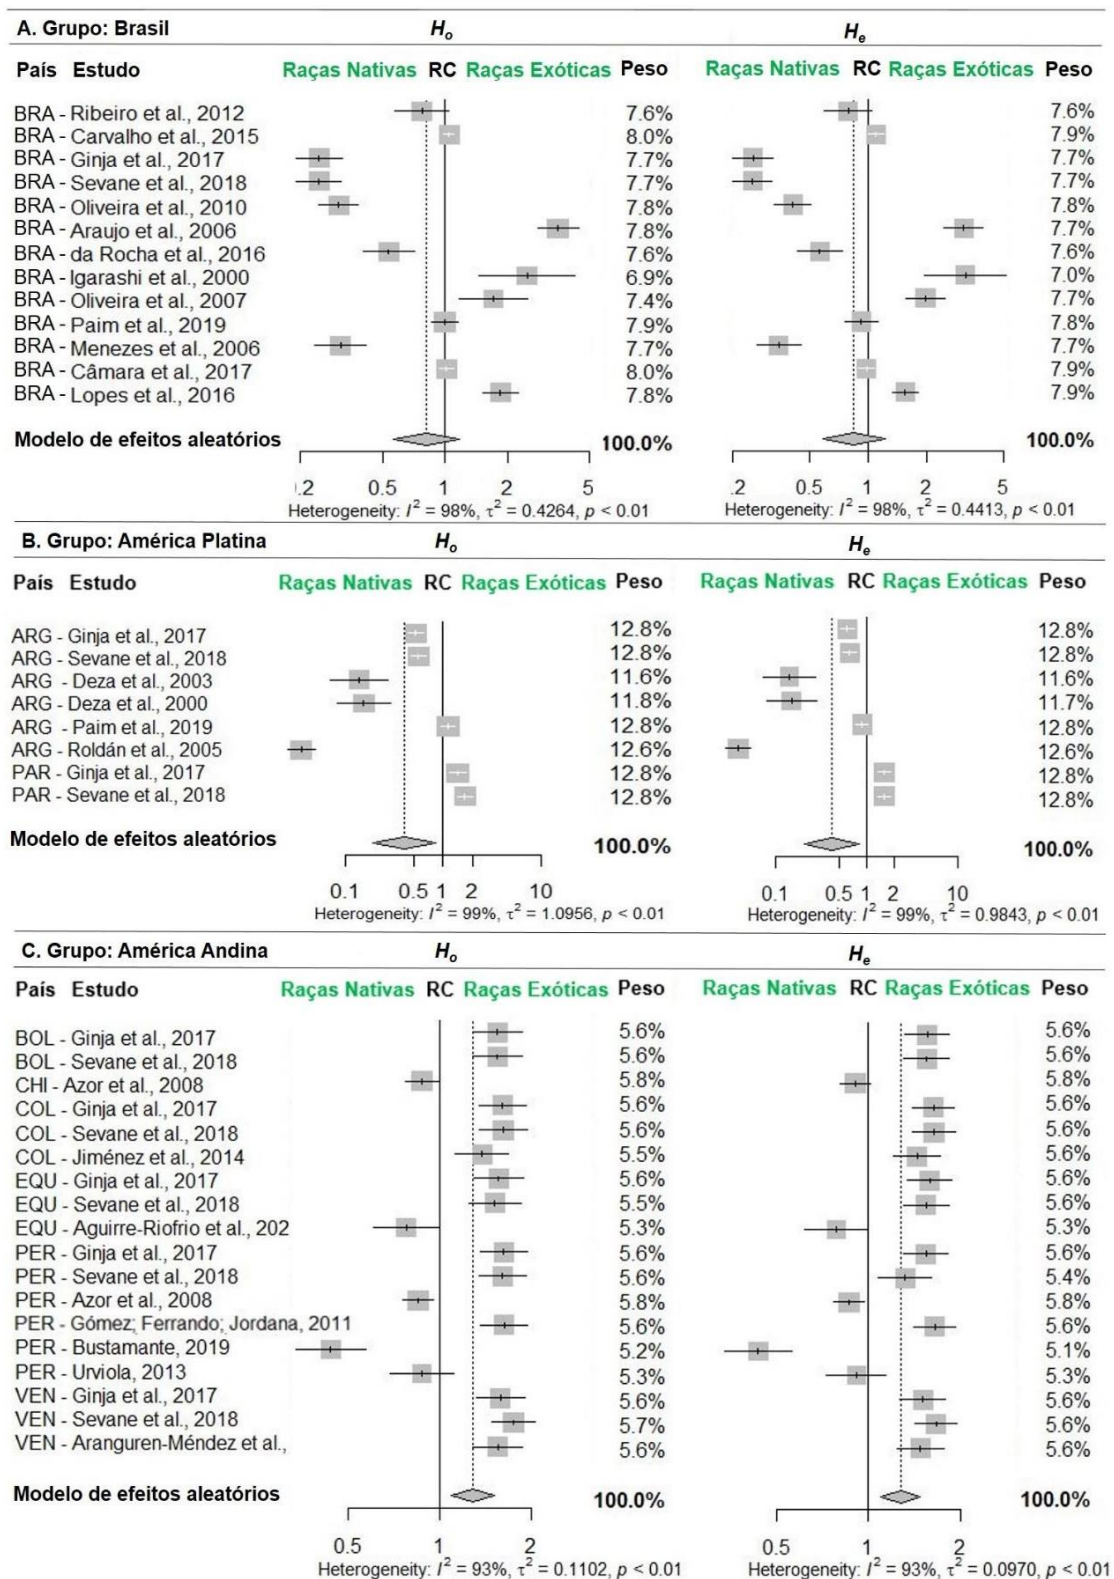 A. Grupo: Brasil Ho He
País Estudo Raças Nativas RC Raças Exóticas Peso Raças Nativas RC Raças Exóticas Peso
BRA - Ribeiro et al., 2012 7.6% 7.6%
BRA - Carvalho et al., 2015 8.0% 7.9%
BRA - Ginja et al., 2017 7.7% 7.7%
BRA - Sevane et al., 2018 7.7% 7.7%
BRA - Oliveira et al., 2010 7.8% 7.8%
BRA - Araujo et al., 2006 7.8% 7.7%
BRA - da Rocha et al., 2016 7.6% 7.6%
BRA - Igarashi et al., 2000 6.9% 7.0%
BRA - Oliveira et al., 2007 7.4% 7.7%
BRA - Paim et al., 2019 7.9% 7.8%
BRA - Menezes et al., 2006 7.7% 7.7%
BRA - Câmara et al., 2017 8.0% 7.9%
BRA - Lopes et al., 2016 7.8% 7.9%
Modelo de efeitos aleatórios 100.0% 100.0%
.2 0.5 1 2 5 .2 0.5 1 2 5
Heterogeneity: I² = 98%, τ² = 0.4264, p < 0.01 Heterogeneity: I² = 98%, τ² = 0.4413, p < 0.01
B. Grupo: América Platina Ho He
País Estudo Raças Nativas RC Raças Exóticas Peso Raças Nativas RC Raças Exóticas Peso
ARG - Ginja et al., 2017 12.8% 12.8%
ARG - Sevane et al., 2018 12.8% 12.8%
ARG - Deza et al., 2003 11.6% 11.6%
ARG - Deza et al., 2000 11.8% 11.7%
ARG - Paim et al., 2019 12.8% 12.8%
ARG - Roldán et al., 2005 12.6% 12.6%
PAR - Ginja et al., 2017 12.8% 12.8%
PAR - Sevane et al., 2018 12.8% 12.8%
Modelo de efeitos aleatórios 100.0% 100.0%
0.1 0.5 1 2 10 0.1 0.5 1 2 10
Heterogeneity: I² = 99%, τ² = 1.0956, p < 0.01 Heterogeneity: I² = 99%, τ² = 0.9843, p < 0.01
C. Grupo: América Andina Ho He
País Estudo Raças Nativas RC Raças Exóticas Peso Raças Nativas RC Raças Exóticas Peso
BOL - Ginja et al., 2017 5.6% 5.6%
BOL - Sevane et al., 2018 5.6% 5.6%
CHI - Azor et al., 2008 5.8% 5.8%
COL - Ginja et al., 2017 5.6% 5.6%
COL - Sevane et al., 2018 5.6% 5.6%
COL - Jiménez et al., 2014 5.5% 5.6%
EQU - Ginja et al., 2017 5.6% 5.6%
EQU - Sevane et al., 2018 5.5% 5.6%
EQU - Aguirre-Riofrio et al., 202 5.3% 5.3%
PER - Ginja et al., 2017 5.6% 5.6%
PER - Sevane et al., 2018 5.6% 5.4%
PER - Azor et al., 2008 5.8% 5.8%
PER - Gómez; Ferrando; Jordana, 2011 5.6% 5.6%
PER - Bustamante, 2019 5.2% 5.1%
PER - Urviola, 2013 5.3% 5.3%
VEN - Ginja et al., 2017 5.6% 5.6%
VEN - Sevane et al., 2018 5.7% 5.6%
VEN - Aranguren-Méndez et al., 5.6% 5.6%
Modelo de efeitos aleatórios 100.0% 100.0%
0.5 1 2 0.5 1 2
Heterogeneity: I² = 93%, τ² = 0.1102, p < 0.01 Heterogeneity: I² = 93%, τ² = 0.0970, p < 0.01